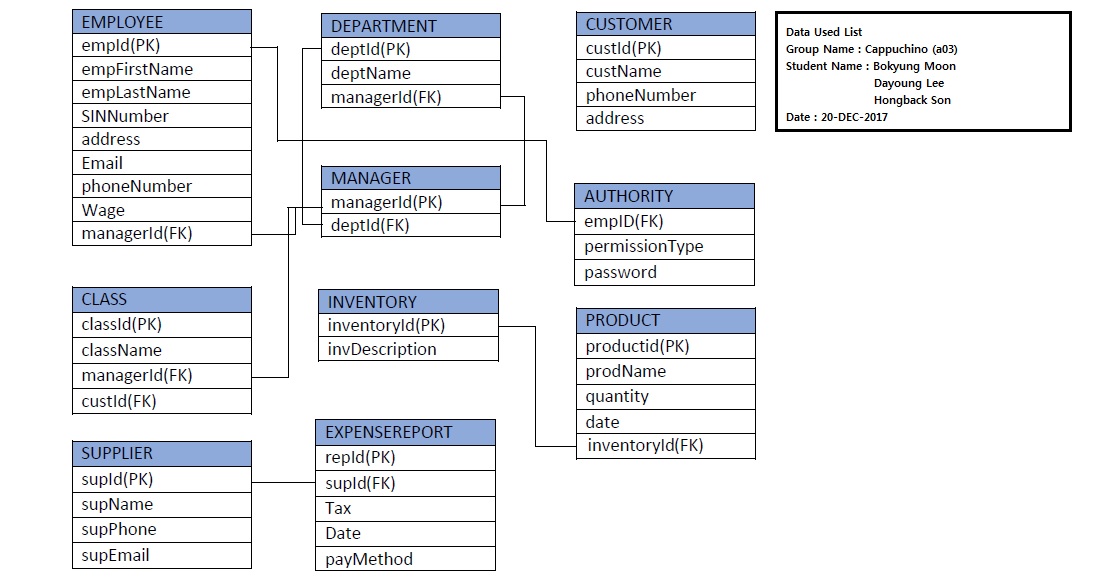 EMPLOYEE
empId(PK)
empFirstName
empLastName
SINNumber
address
Email
phoneNumber
Wage
managerId(FK)
DEPARTMENT
deptId(PK)
deptName
managerId(FK)
CUSTOMER
custId(PK)
custName
phoneNumber
address
Data Used List
Group Name : Cappuchino (a03)
Student Name : Bokyung Moon
Dayoung Lee
Hongback Son
Date : 20-DEC-2017
MANAGER
managerId(PK)
deptId(FK)
AUTHORITY
empID(FK)
permissionType
password
CLASS
classId(PK)
className
managerId(FK)
custId(FK)
INVENTORY
inventoryId(PK)
invDescription
PRODUCT
productid(PK)
prodName
quantity
date
inventoryId(FK)
SUPPLIER
supId(PK)
supName
supPhone
supEmail
EXPENSEREPORT
repId(PK)
supId(FK)
Tax
Date
payMethod